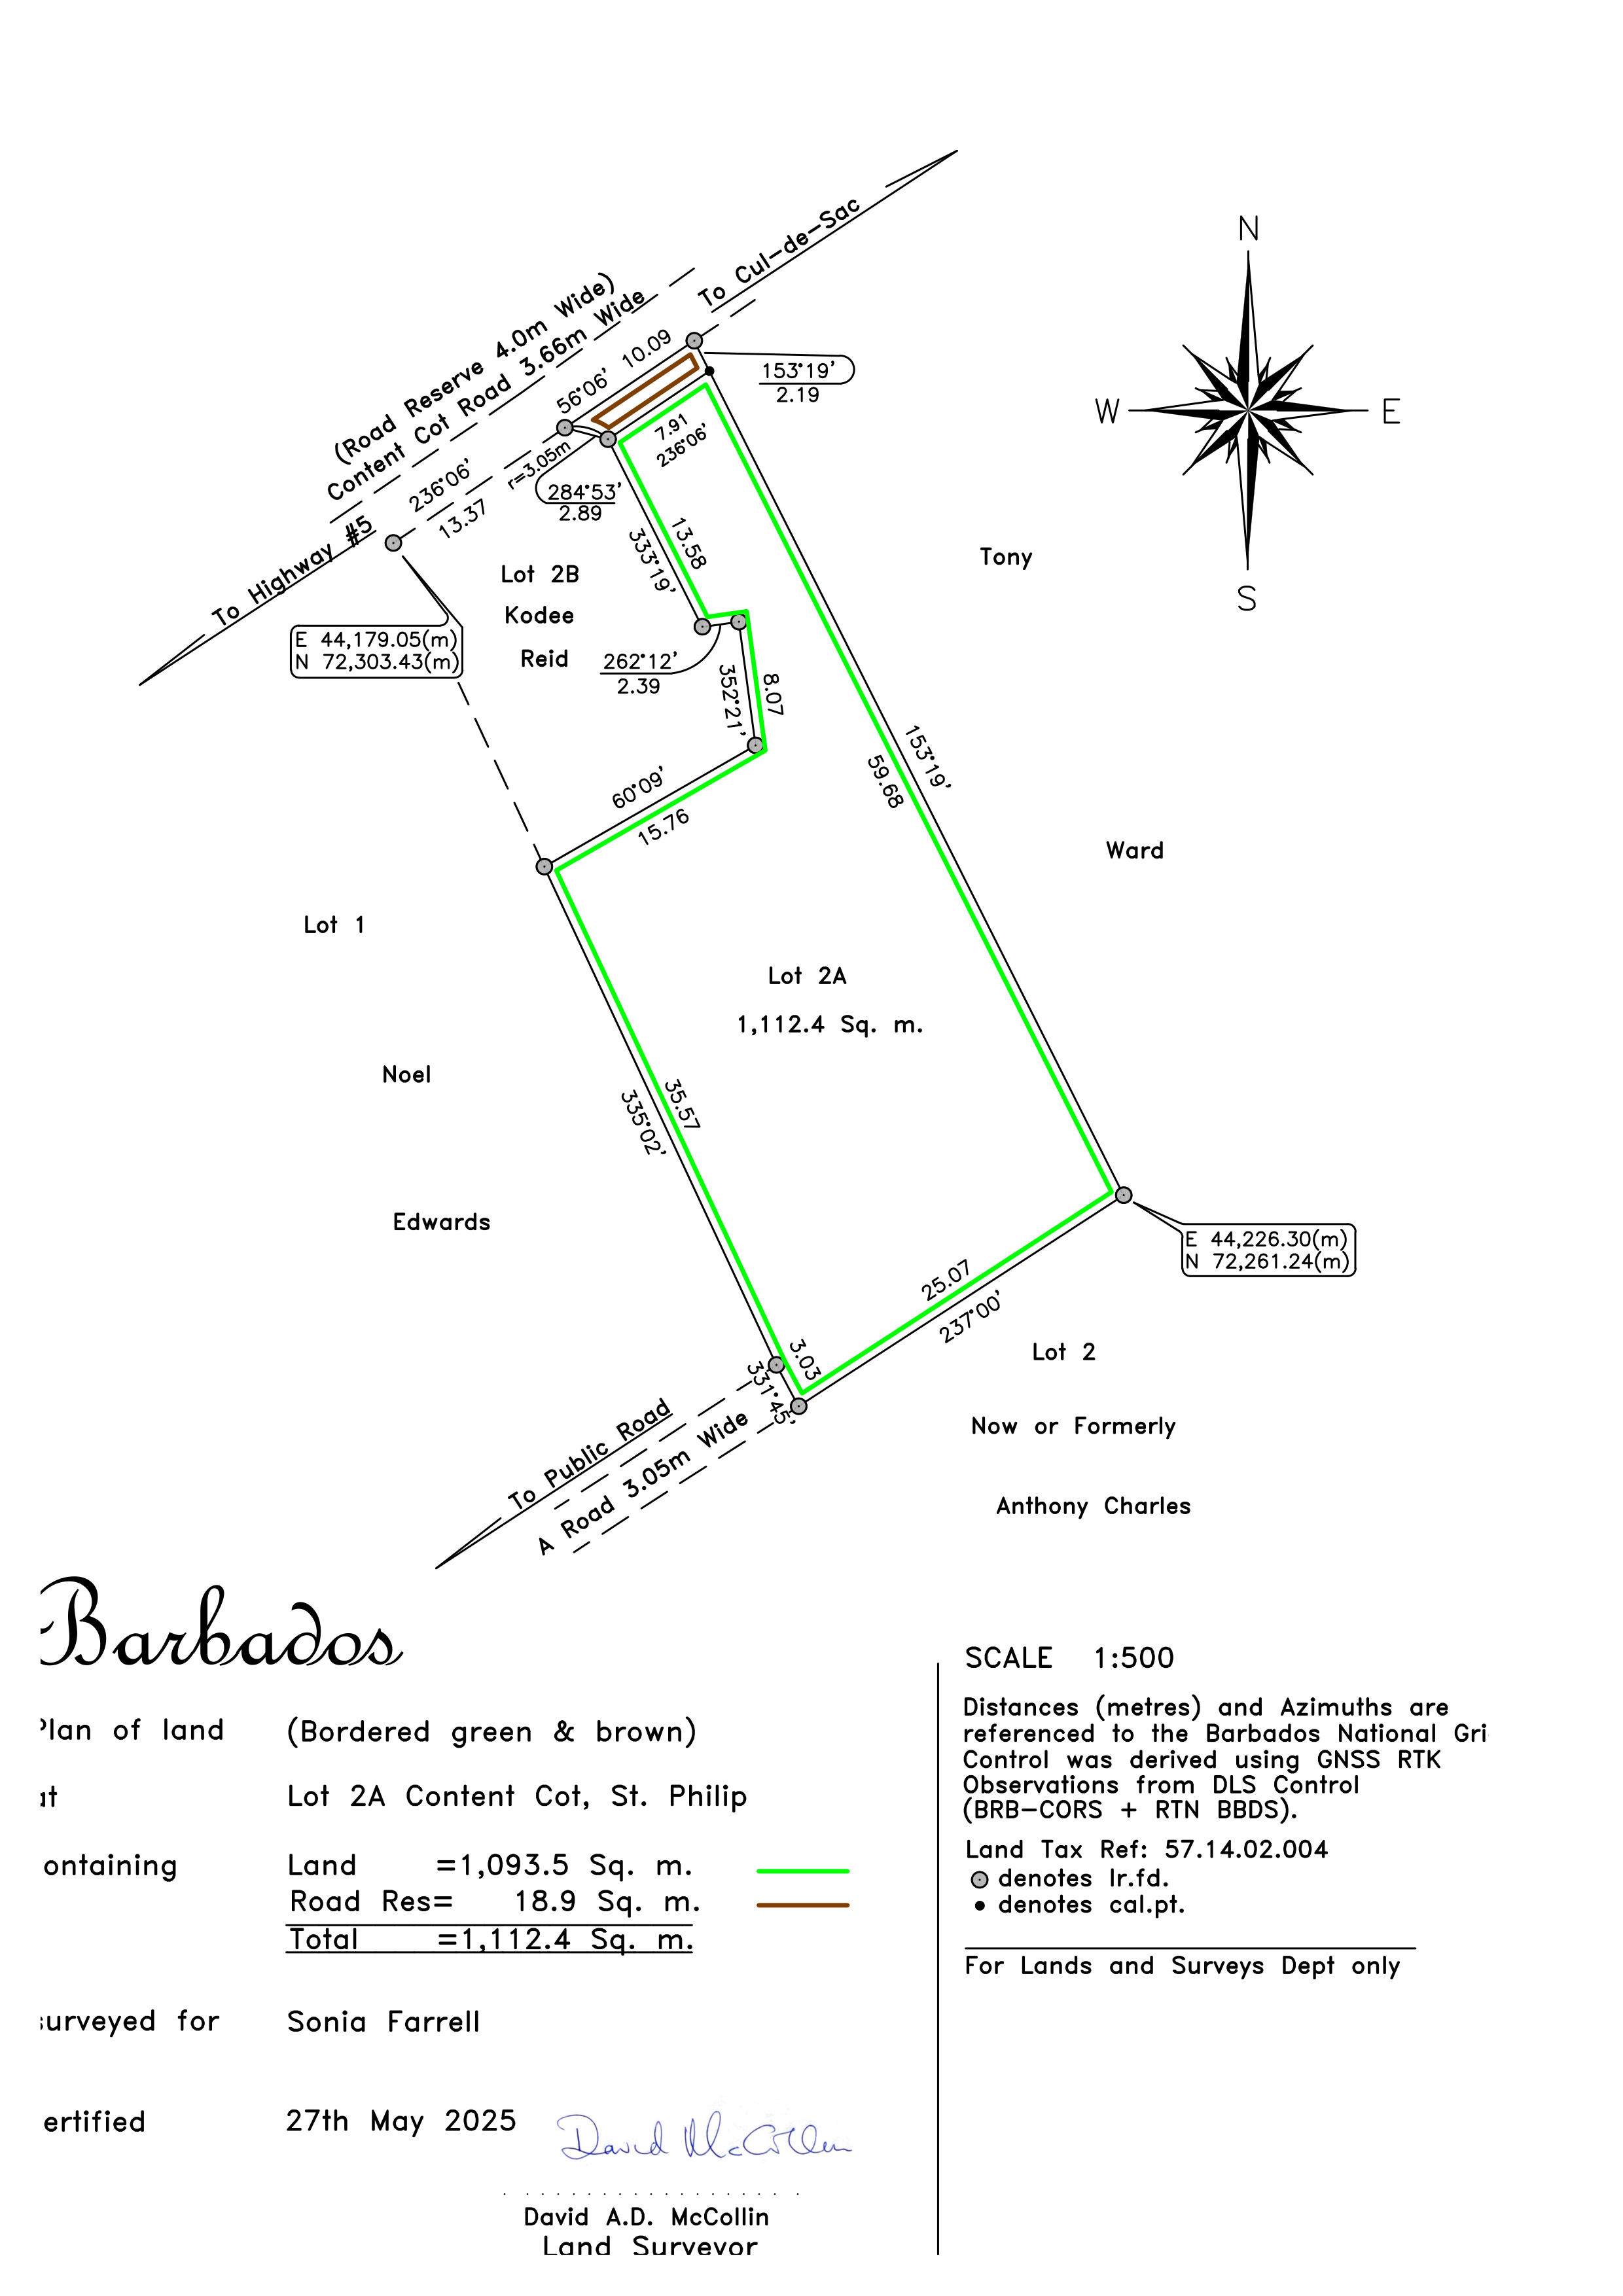 N
W
E
S
To Cul-de-Sac
(Road Reserve 4.0m Wide)
Content Cot Road 3.66m Wide
56°06' 10.09
153°19'
2.19
7.91
236°06'
236°06'
13.37
r=3.05m
284°53'
2.89
To Highway #5
E 44,179.05(m)
N 72,303.43(m)
13.58
333°19'
Lot 2B
Kodee
Reid
262°12'
2.39
352°21'
8.07
Tony
153°19'
59.68
60°09'
15.76
Ward
Lot 1
Lot 2A
1,112.4 Sq. m.
Noel
35.57
335°02'
Edwards
E 44,226.30(m)
N 72,261.24(m)
25.07
237°00'
3.03
331°45'
Lot 2
Now or Formerly
Anthony Charles
To Public Road
A Road 3.05m Wide
Barbados
Plan of land (Bordered green & brown)
at Lot 2A Content Cot, St. Philip
ontaining Land =1,093.5 Sq. m.
Road Res= 18.9 Sq. m.
Total =1,112.4 Sq. m.
surveyed for Sonia Farrell
ertified 27th May 2025
David McCollin
David A.D. McCollin
Land Surveyor
SCALE 1:500
Distances (metres) and Azimuths are
referenced to the Barbados National Gri
Control was derived using GNSS RTK
Observations from DLS Control
(BRB-CORS + RTN BBDS).
Land Tax Ref: 57.14.02.004
denotes Ir.fd.
denotes cal.pt.
For Lands and Surveys Dept only